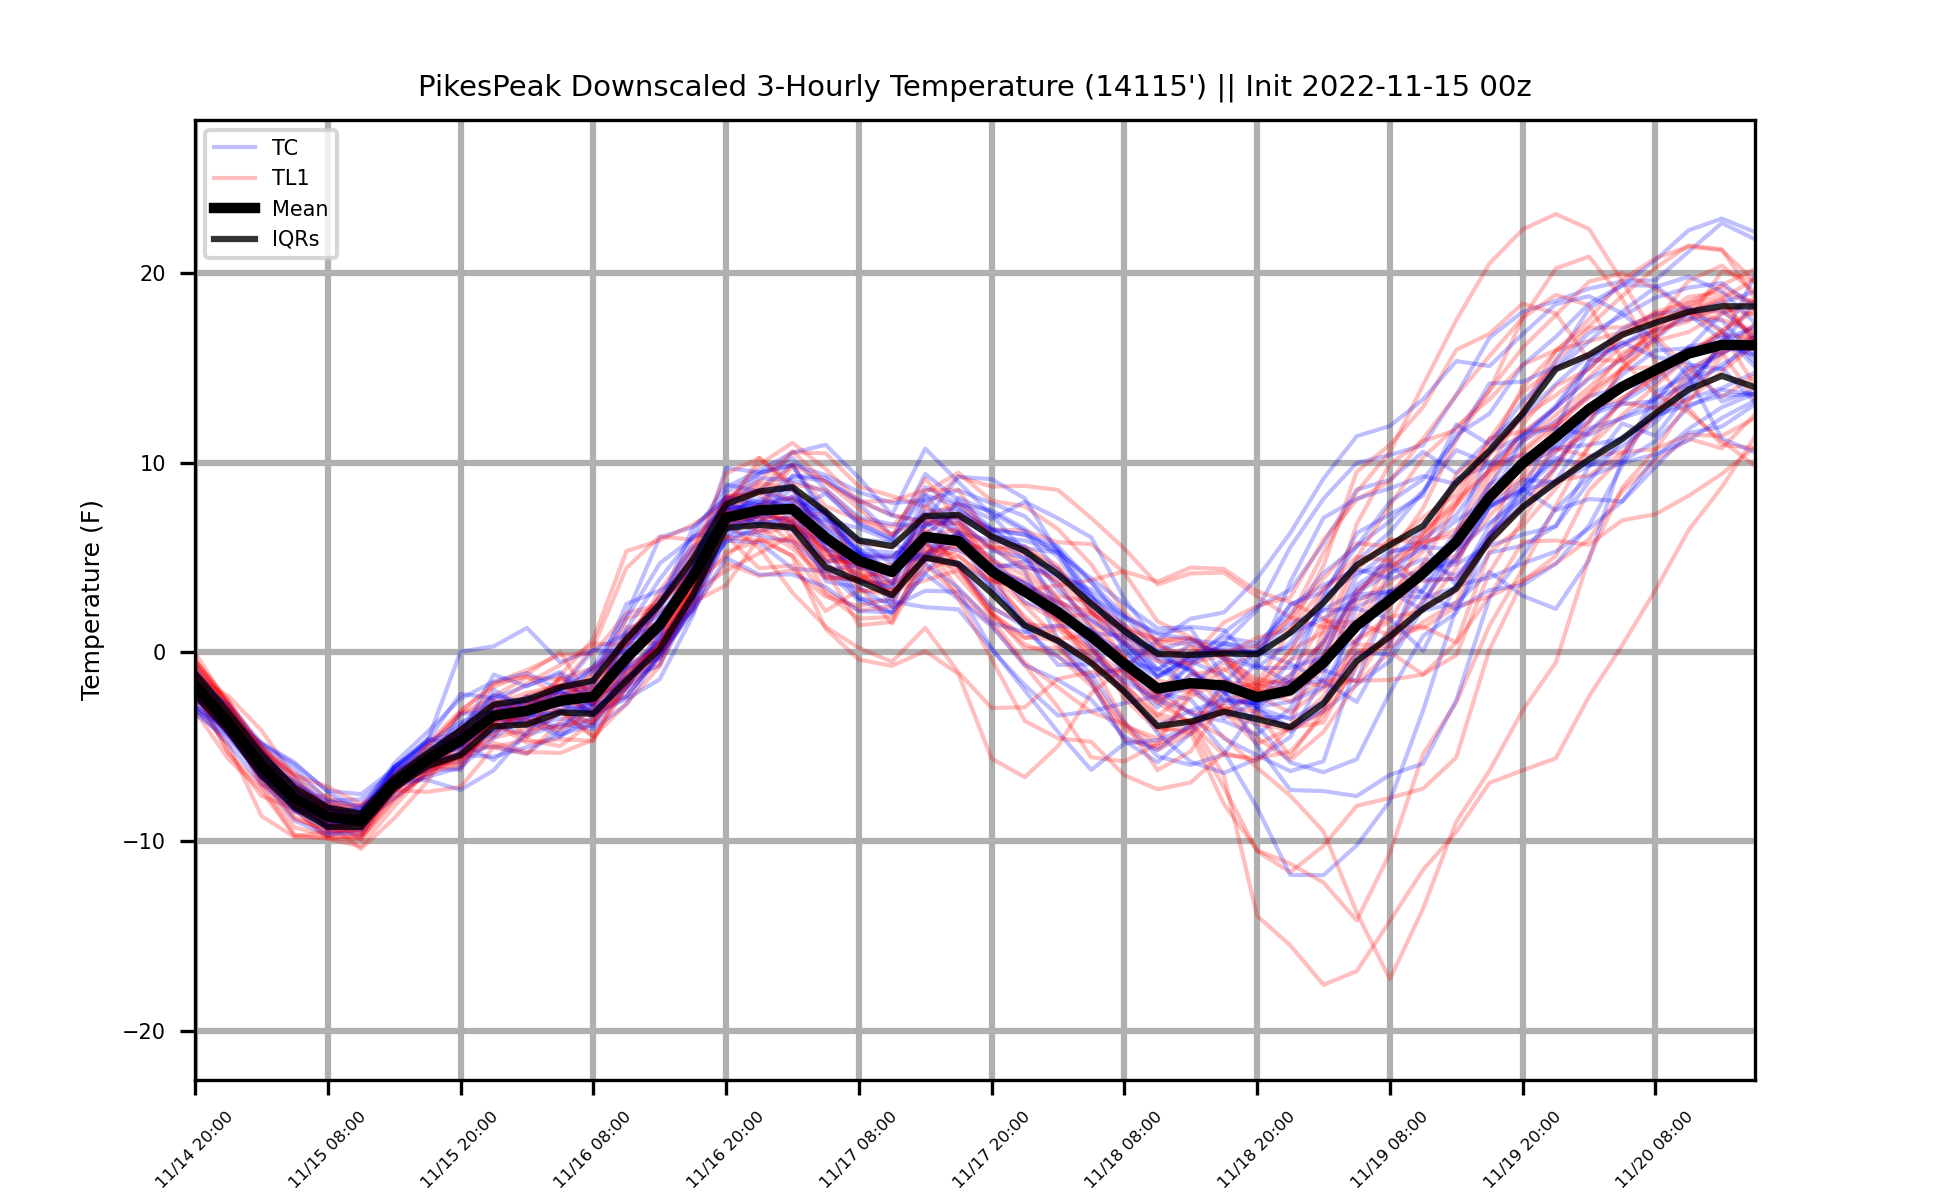 PikesPeak Downscaled 3-Hourly Temperature (14115') || Init 2022-11-15 00z
TC
TL1
Mean
IQRs
Temperature (F)
20
10
0
−10
−20
11/14 20:00
11/15 08:00
11/15 20:00
11/16 08:00
11/16 20:00
11/17 08:00
11/17 20:00
11/18 08:00
11/18 20:00
11/19 08:00
11/19 20:00
11/20 08:00